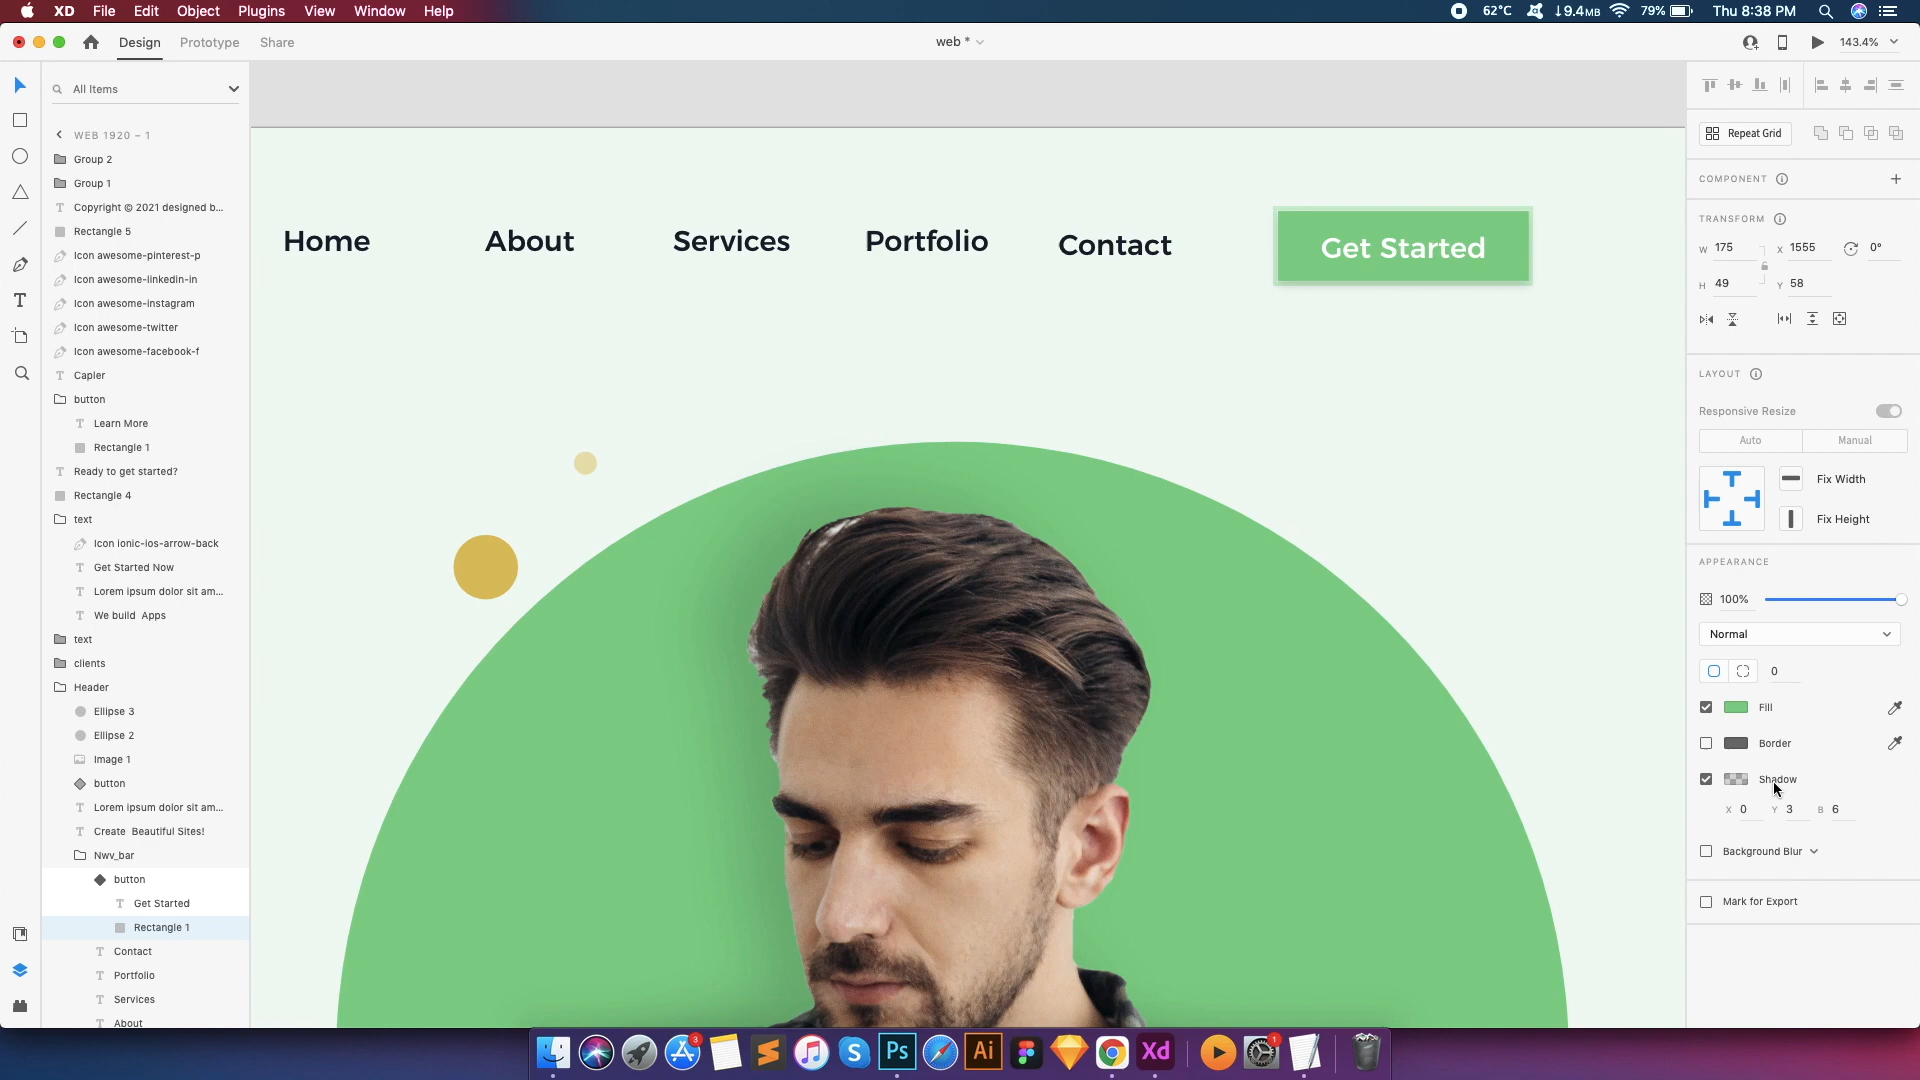 XD File Edit Object Plugins View Window Help
62°C ↓9.4MB 79% Thu 8:38 PM
Design Prototype Share
web *
143.4%
All Items
WEB 1920 – 1
Group 2
Group 1
Copyright © 2021 designed b...
Rectangle 5
Icon awesome-pinterest-p
Icon awesome-linkedin-in
Icon awesome-instagram
Icon awesome-twitter
Icon awesome-facebook-f
Capler
button
Learn More
Rectangle 1
Ready to get started?
Rectangle 4
text
Icon ionic-ios-arrow-back
Get Started Now
Lorem ipsum dolor sit am...
We build Apps
text
clients
Header
Ellipse 3
Ellipse 2
Image 1
button
Lorem ipsum dolor sit am...
Create Beautiful Sites!
Nwv_bar
button
Get Started
Rectangle 1
Contact
Portfolio
Services
About
Home About Services Portfolio Contact Get Started
Repeat Grid
COMPONENT
TRANSFORM
W 175 X 1555 0°
H 49 Y 58
LAYOUT
Responsive Resize
Auto Manual
Fix Width
Fix Height
APPEARANCE
100%
Normal
0
Fill
Border
Shadow
X 0 Y 3 B 6
Background Blur
Mark for Export
3 S Ps Ai Xd 1